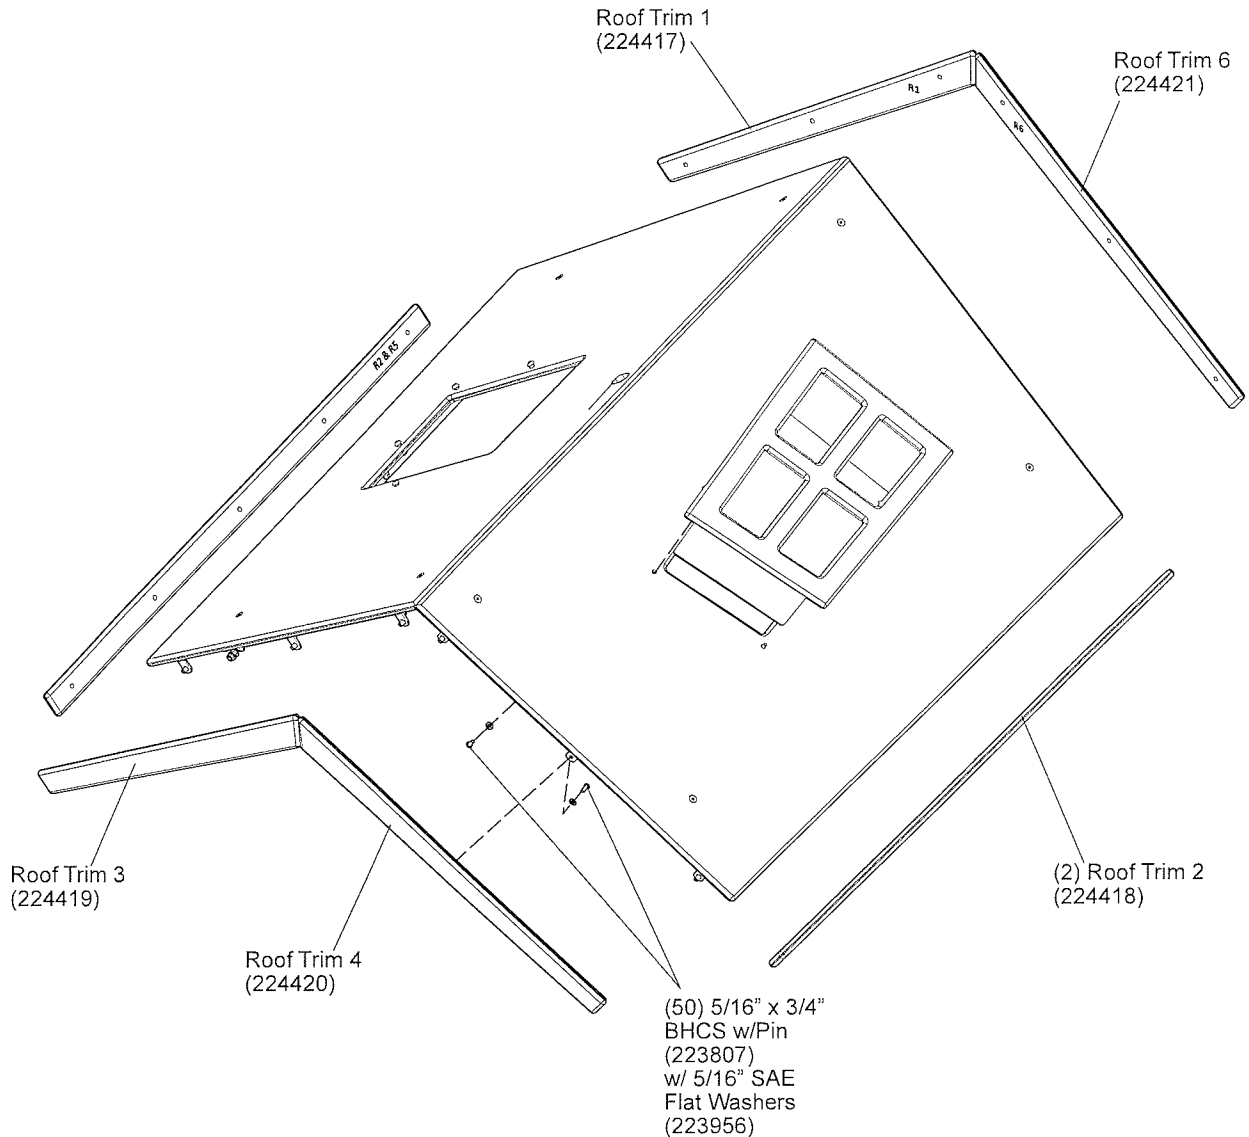 Roof Trim 1
(224417)
Roof Trim 6
(224421)
R1
R6
R2 & R5
Roof Trim 3
(224419)
Roof Trim 4
(224420)
(2) Roof Trim 2
(224418)
(50) 5/16” x 3/4”
BHCS w/Pin
(223807)
w/ 5/16” SAE
Flat Washers
(223956)